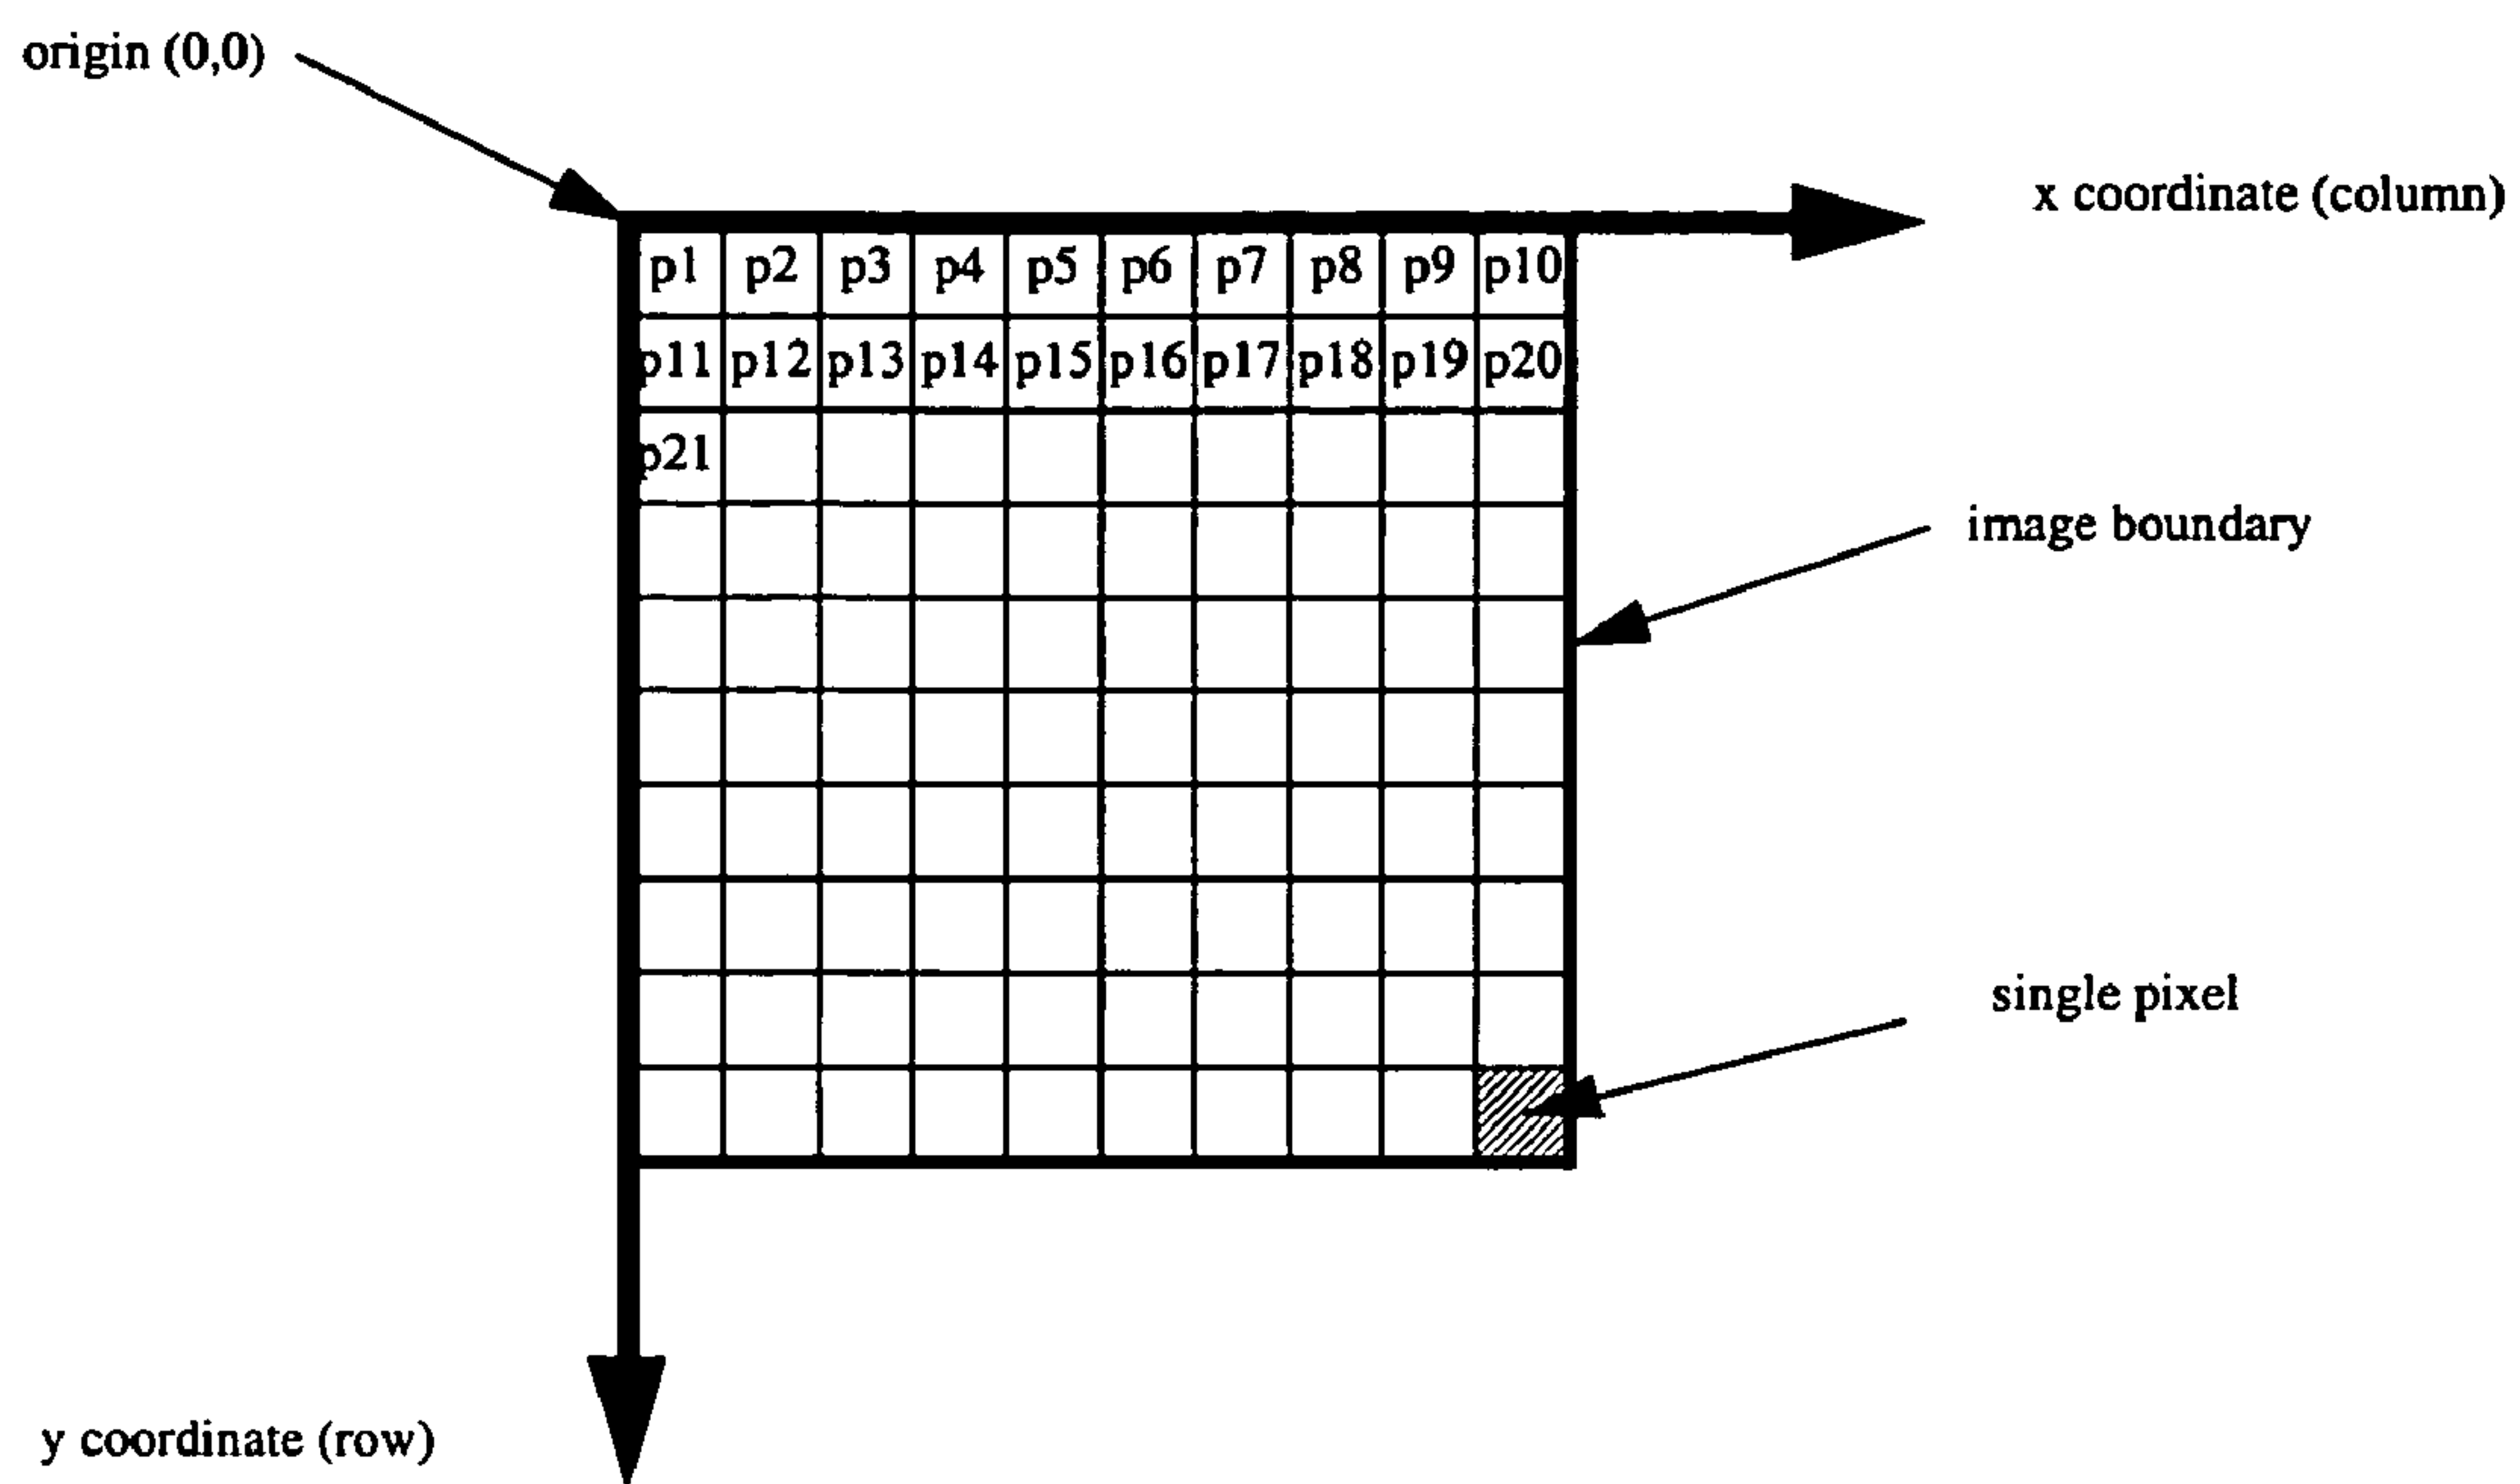 origin (0,0)
x coordinate (column)
p1 p2 p3 p4 p5 p6 p7 p8 p9 p10
p11 p12 p13 p14 p15 p16 p17 p18 p19 p20
p21
image boundary
single pixel
y coordinate (row)